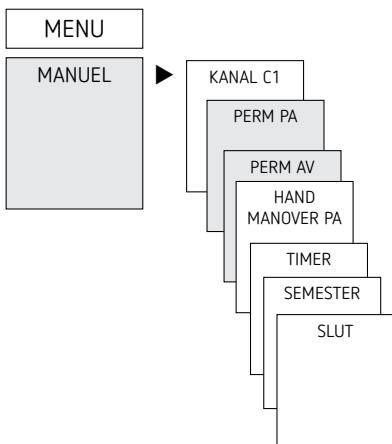 MENU
MANUEL
KANAL C1
PERM PA
PERM AV
HAND
MANOVER PA
TIMER
SEMESTER
SLUT